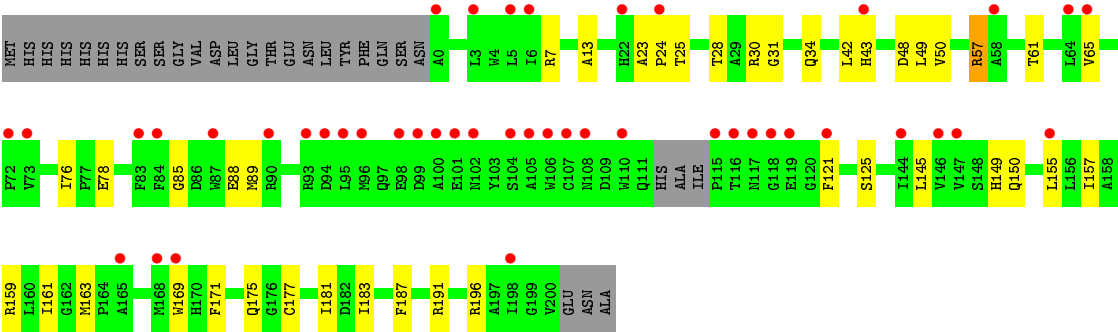 MET HIS HIS HIS HIS HIS HIS SER SER GLY VAL ASP LEU GLY THR GLU ASN LEU TYR PHE GLN SER ASN A0 L3 W4 L5 I6 R7 A13 H22 A23 P24 T25 T28 A29 R30 G31 Q34 L42 H43 D48 L49 V50 R57 A58 T61 L64 V65
P72 V73 I76 P77 E78 F83 F84 G85 D86 W87 E88 M89 R90 R93 D94 L95 M96 Q97 E98 D99 A100 E101 N102 Y103 S104 A105 W106 C107 N108 D109 W110 Q111 HIS ALA ILE P115 T116 N117 G118 E119 G120 F121 S125 I144 L145 V146 V147 S148 H149 Q150 L155 L156 I157 A158
R159 L160 I161 G162 M163 P164 A165 M168 W169 H170 F171 Q175 G176 C177 I181 D182 I183 F187 R191 R196 A197 I198 G199 V200 GLU ASN ALA